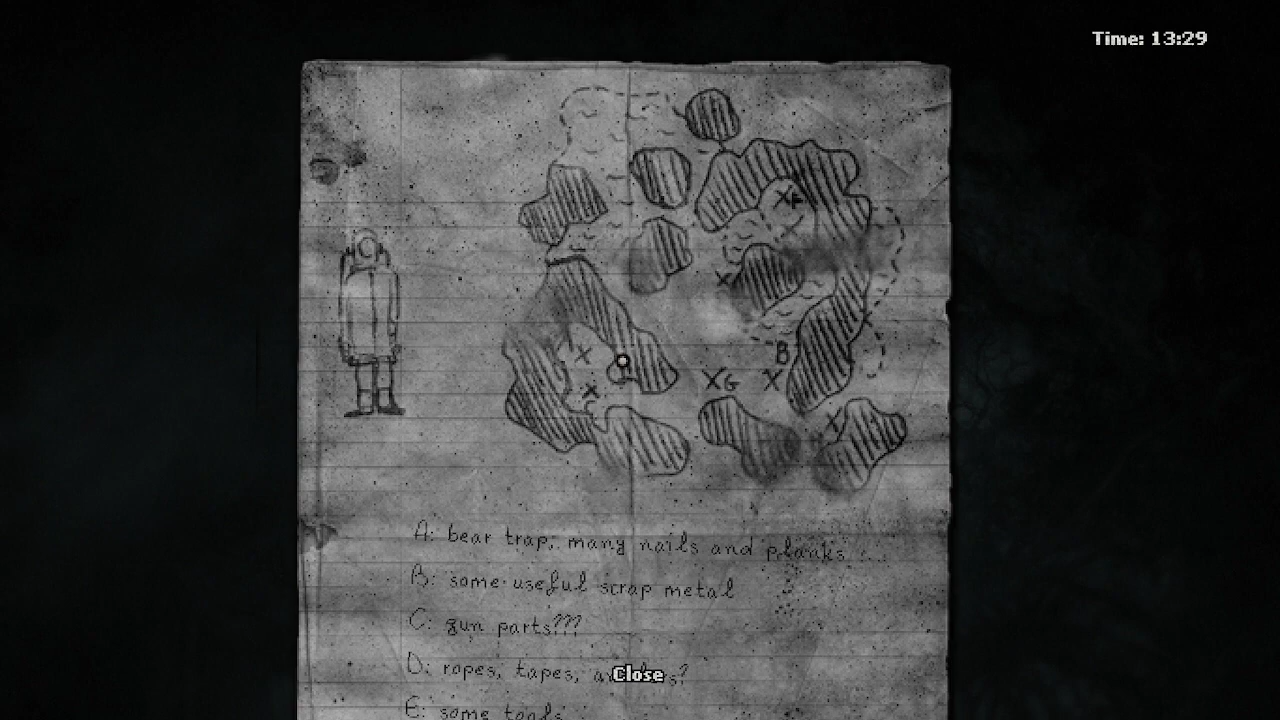 Time: 13:29
A
B
G
C
A: bear trap, many nails and planks ...
B: some useful scrap metal
C: gun parts???
D: ropes, tapes,
Close
E: some tools